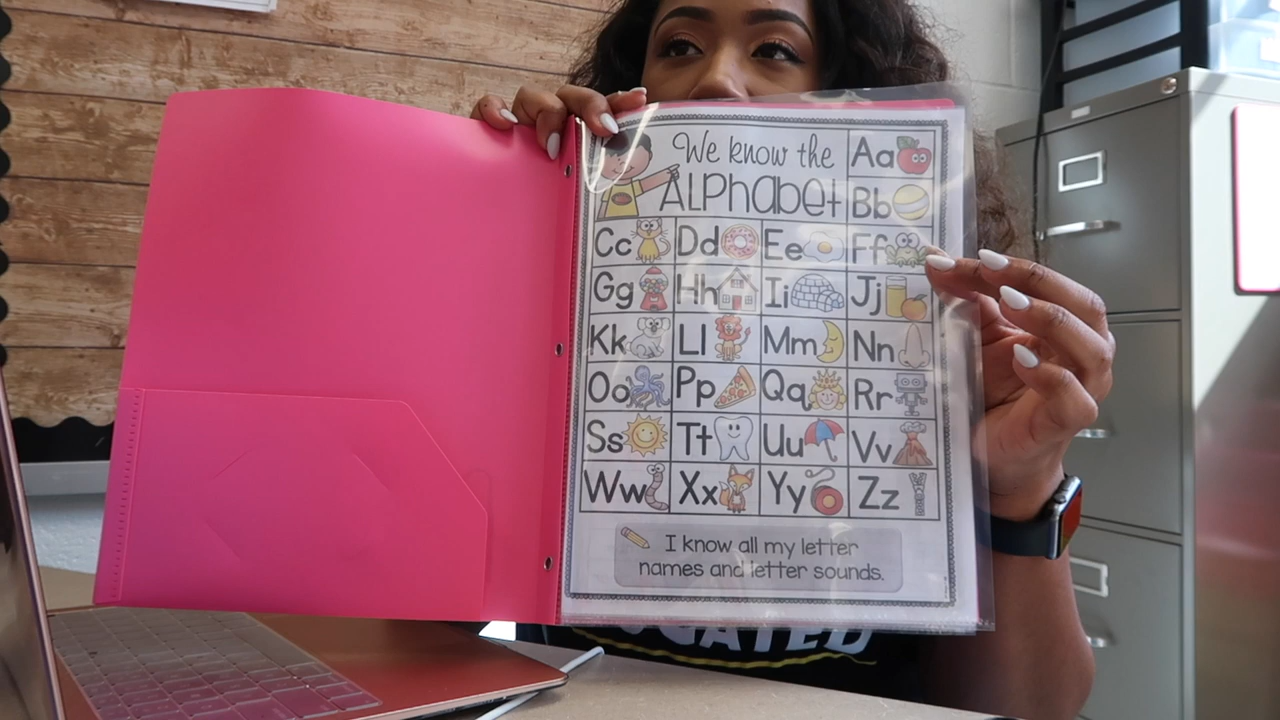 We know the
ALPhabet
Aa
Bb
Cc Dd Ee Ff
Gg Hh Ii Jj
Kk Ll Mm Nn
Oo Pp Qq Rr
Ss Tt Uu Vv
Ww Xx Yy Zz
I know all my letter
names and letter sounds.